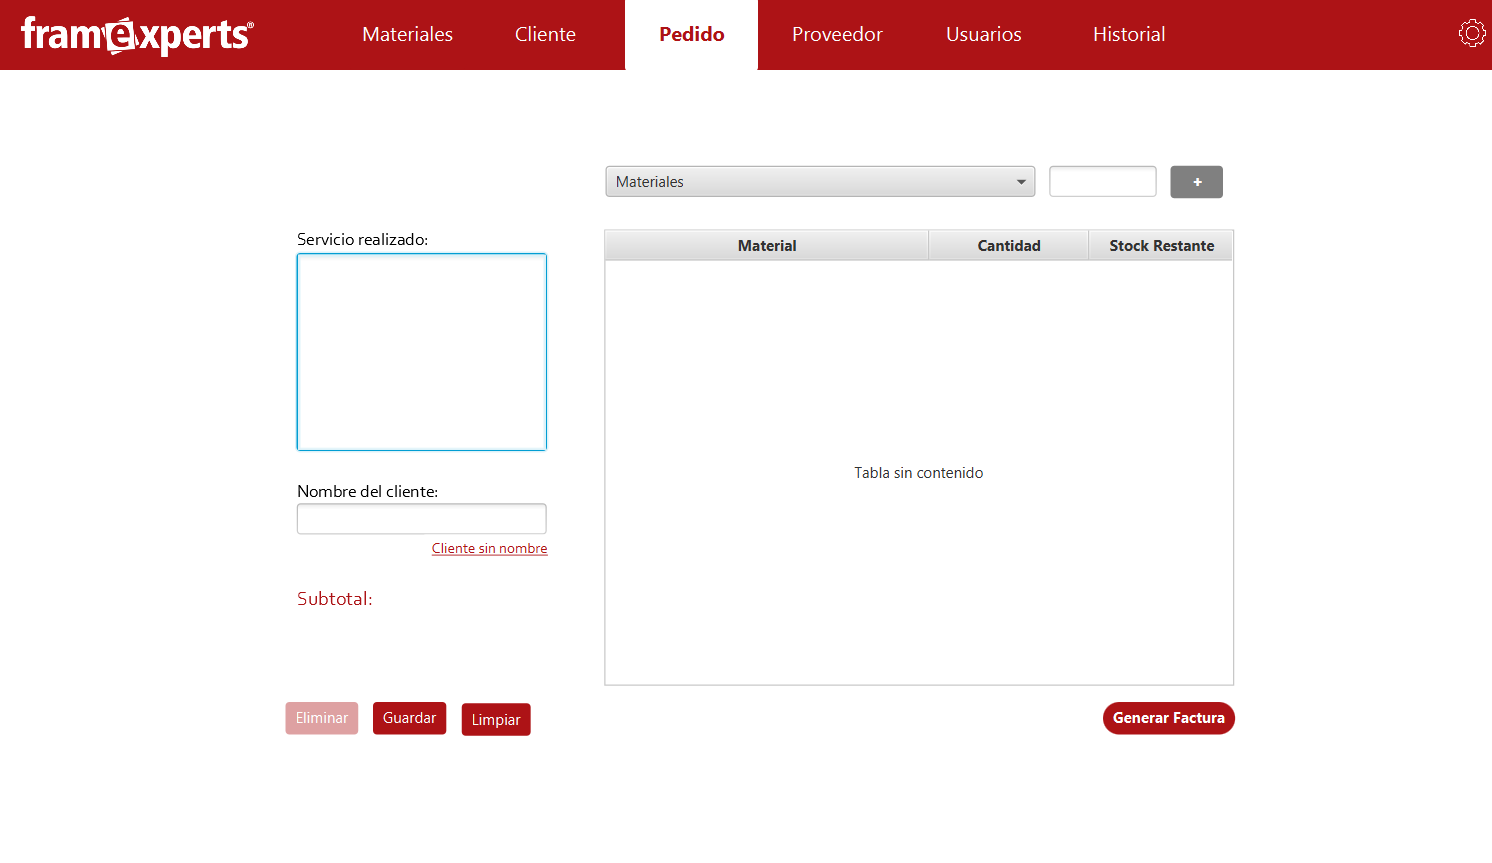 framexperts®
Materiales
Cliente
Pedido
Proveedor
Usuarios
Historial
Materiales
+
Servicio realizado:
Material
Cantidad
Stock Restante
Tabla sin contenido
Nombre del cliente:
Cliente sin nombre
Subtotal:
Eliminar
Guardar
Limpiar
Generar Factura